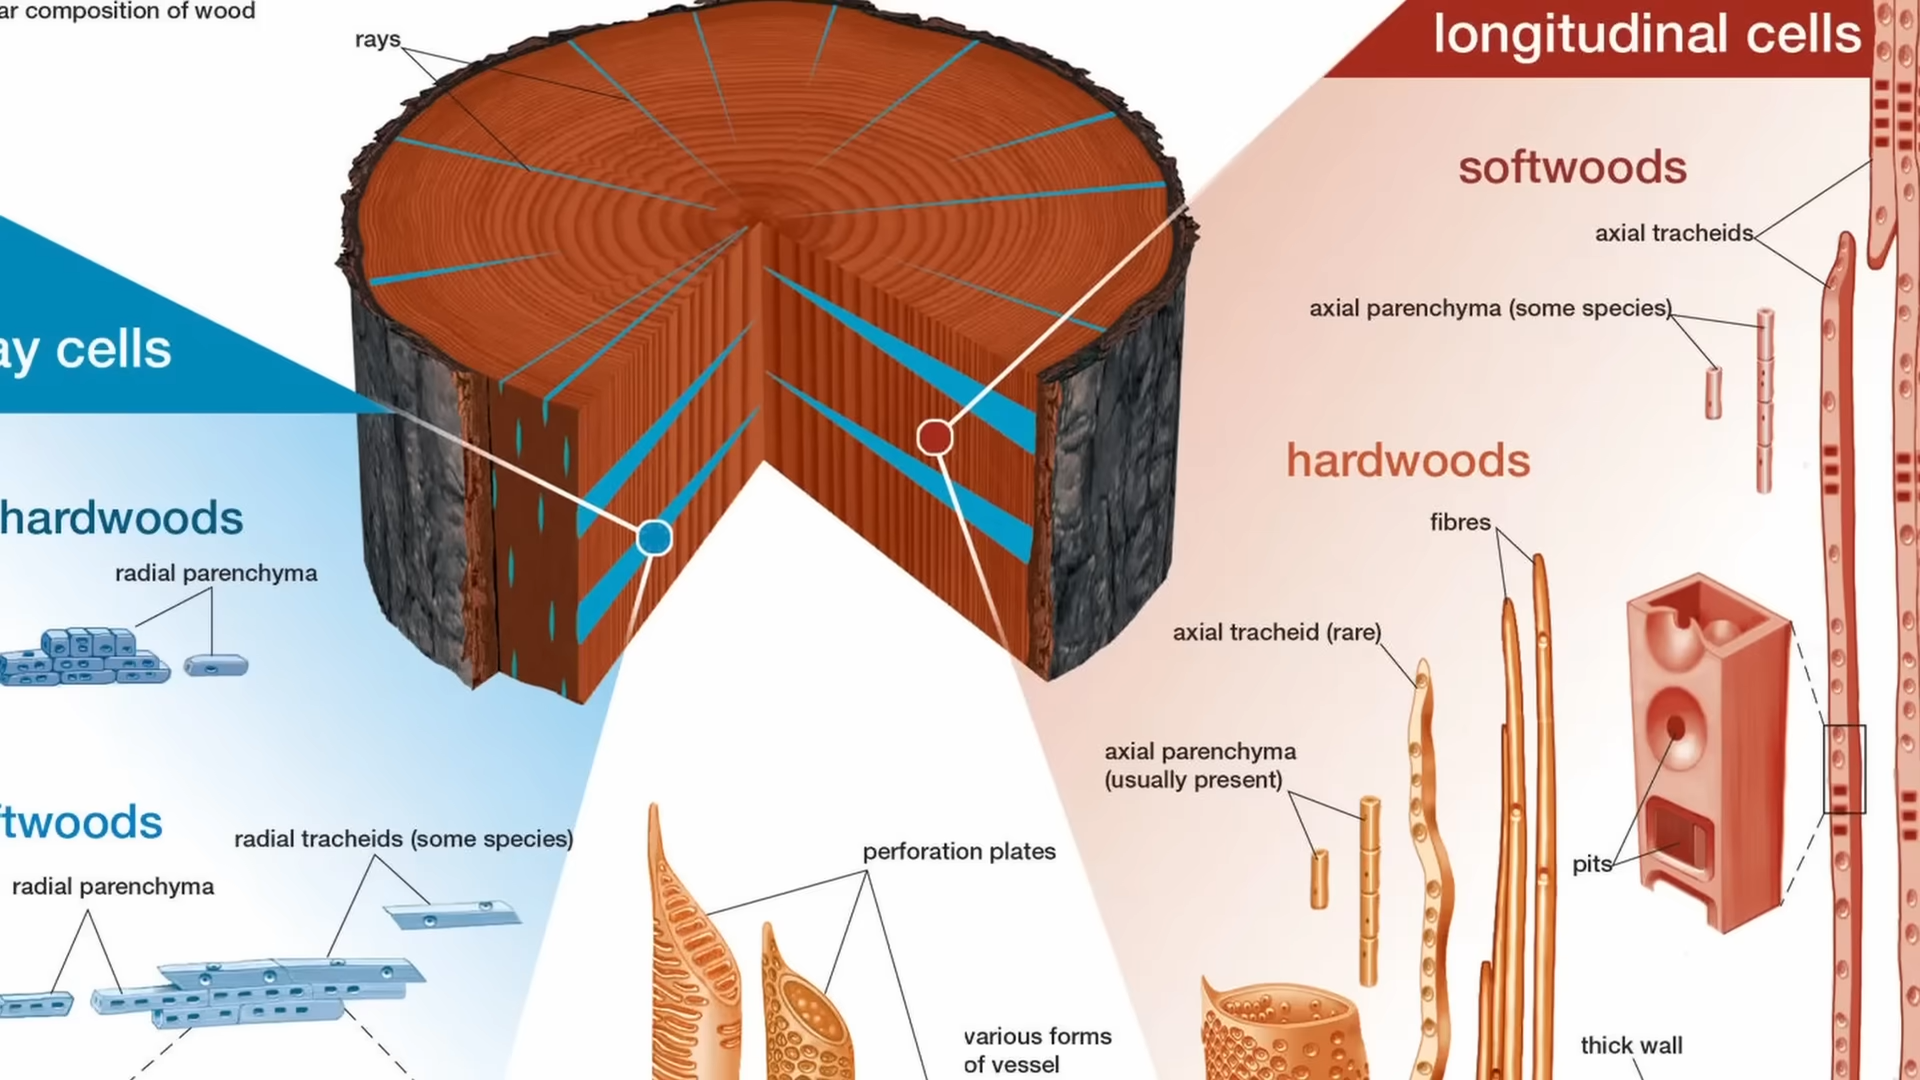 ar composition of wood
rays
longitudinal cells
softwoods
axial tracheids
axial parenchyma (some species)
ay cells
hardwoods
fibres
hardwoods
radial parenchyma
axial tracheid (rare)
axial parenchyma
(usually present)
ftwoods
radial tracheids (some species)
radial parenchyma
perforation plates
pits
various forms
of vessel
thick wall